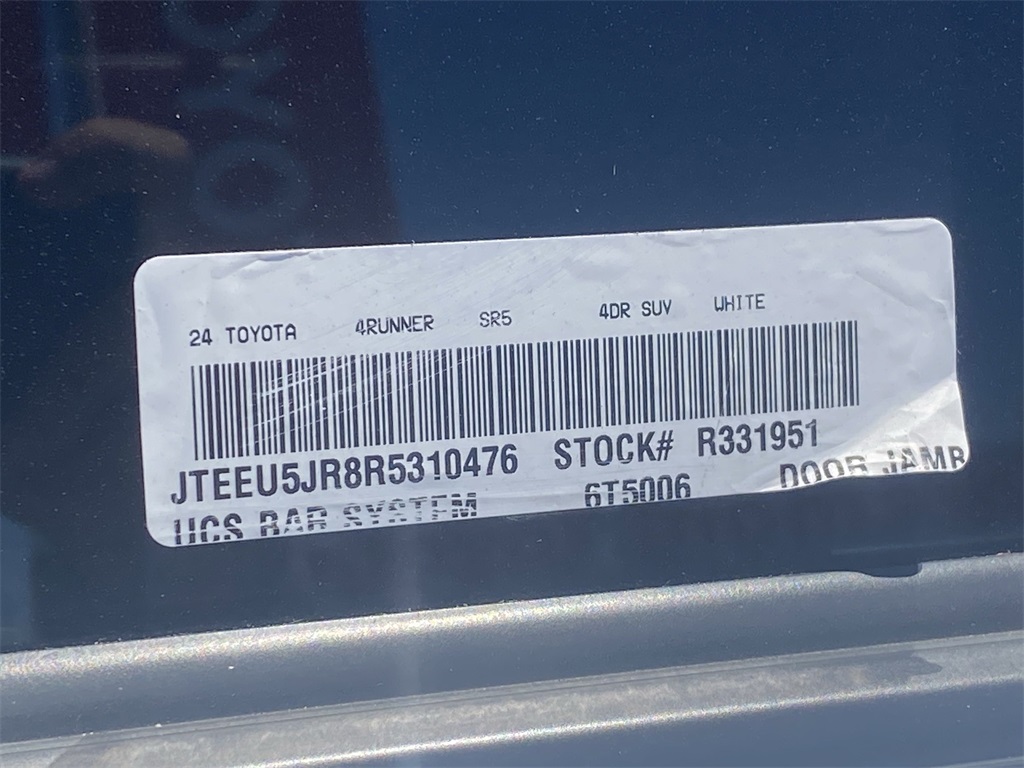 24 TOYOTA 4RUNNER SR5 4DR SUV WHITE
JTEEU5JR8R5310476 STOCK# R331951
UCS BAR SYSTEM 6T5006 DOOR JAMB